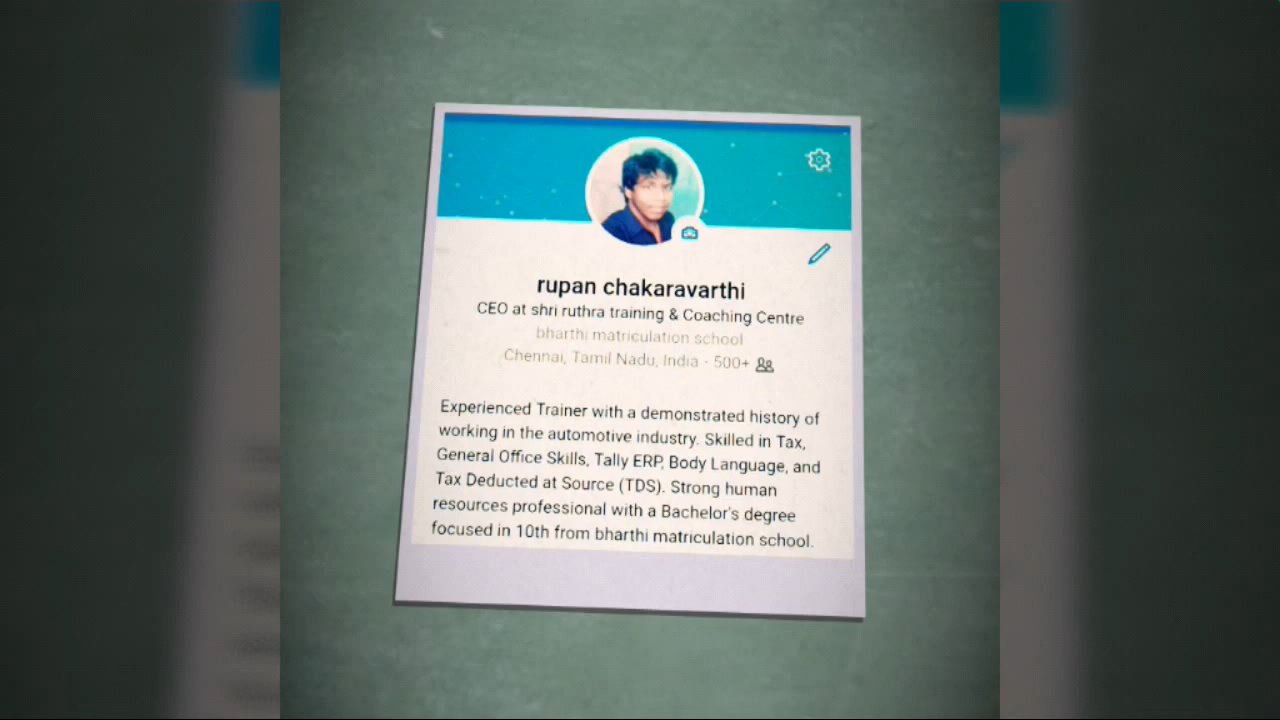 rupan chakaravarthi
CEO at shri ruthra training & Coaching Centre
bharthi matriculation school
Chennai, Tamil Nadu, India · 500+
Experienced Trainer with a demonstrated history of
working in the automotive industry. Skilled in Tax,
General Office Skills, Tally ERP, Body Language, and
Tax Deducted at Source (TDS). Strong human
resources professional with a Bachelor's degree
focused in 10th from bharthi matriculation school.